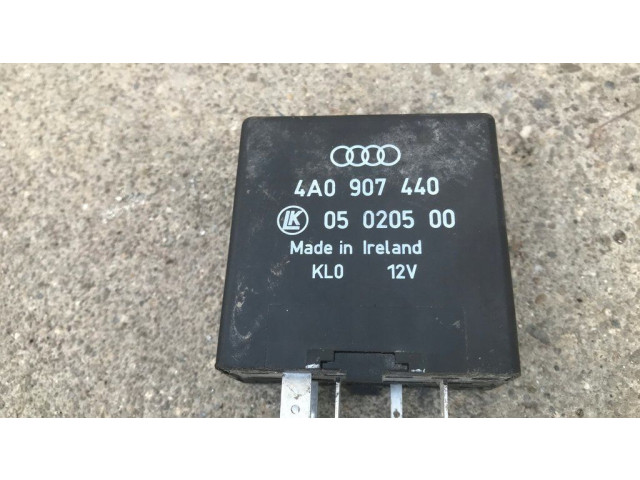 4A0 907 440
LK 05 0205 00
Made in Ireland
KL0 12V